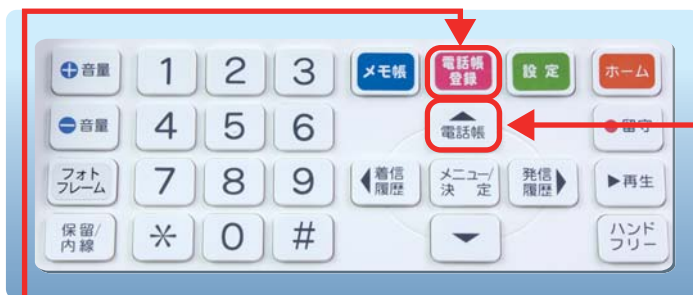 音量 1 2 3 メモ帳 電話帳
登録 設定 ホーム
音量 4 5 6 電話帳 留守
フォト
フレーム 7 8 9 着信
履歴 メニュー/
決 定 発信
履歴 再生
保留/
内線 * 0 # ハンド
フリー